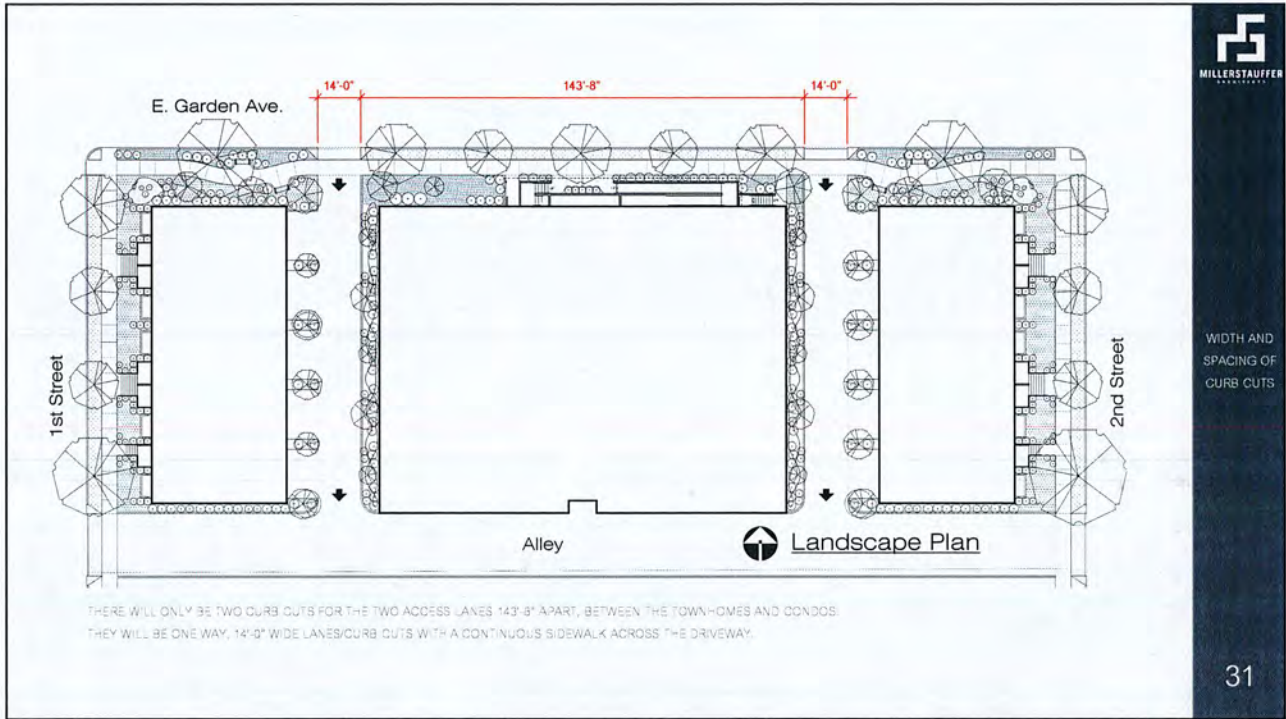 14'-0"
143'-8"
14'-0"
E. Garden Ave.
1st Street
2nd Street
Alley
Landscape Plan
THERE WILL ONLY BE TWO CURB CUTS FOR THE TWO ACCESS LANES 143'-8" APART, BETWEEN THE TOWNHOMES AND CONDOS.
THEY WILL BE ONE WAY, 14'-0" WIDE LANES/CURB CUTS WITH A CONTINUOUS SIDEWALK ACROSS THE DRIVEWAY.
MILLERSTAUFFER
ARCHITECTS
WIDTH AND
SPACING OF
CURB CUTS
31